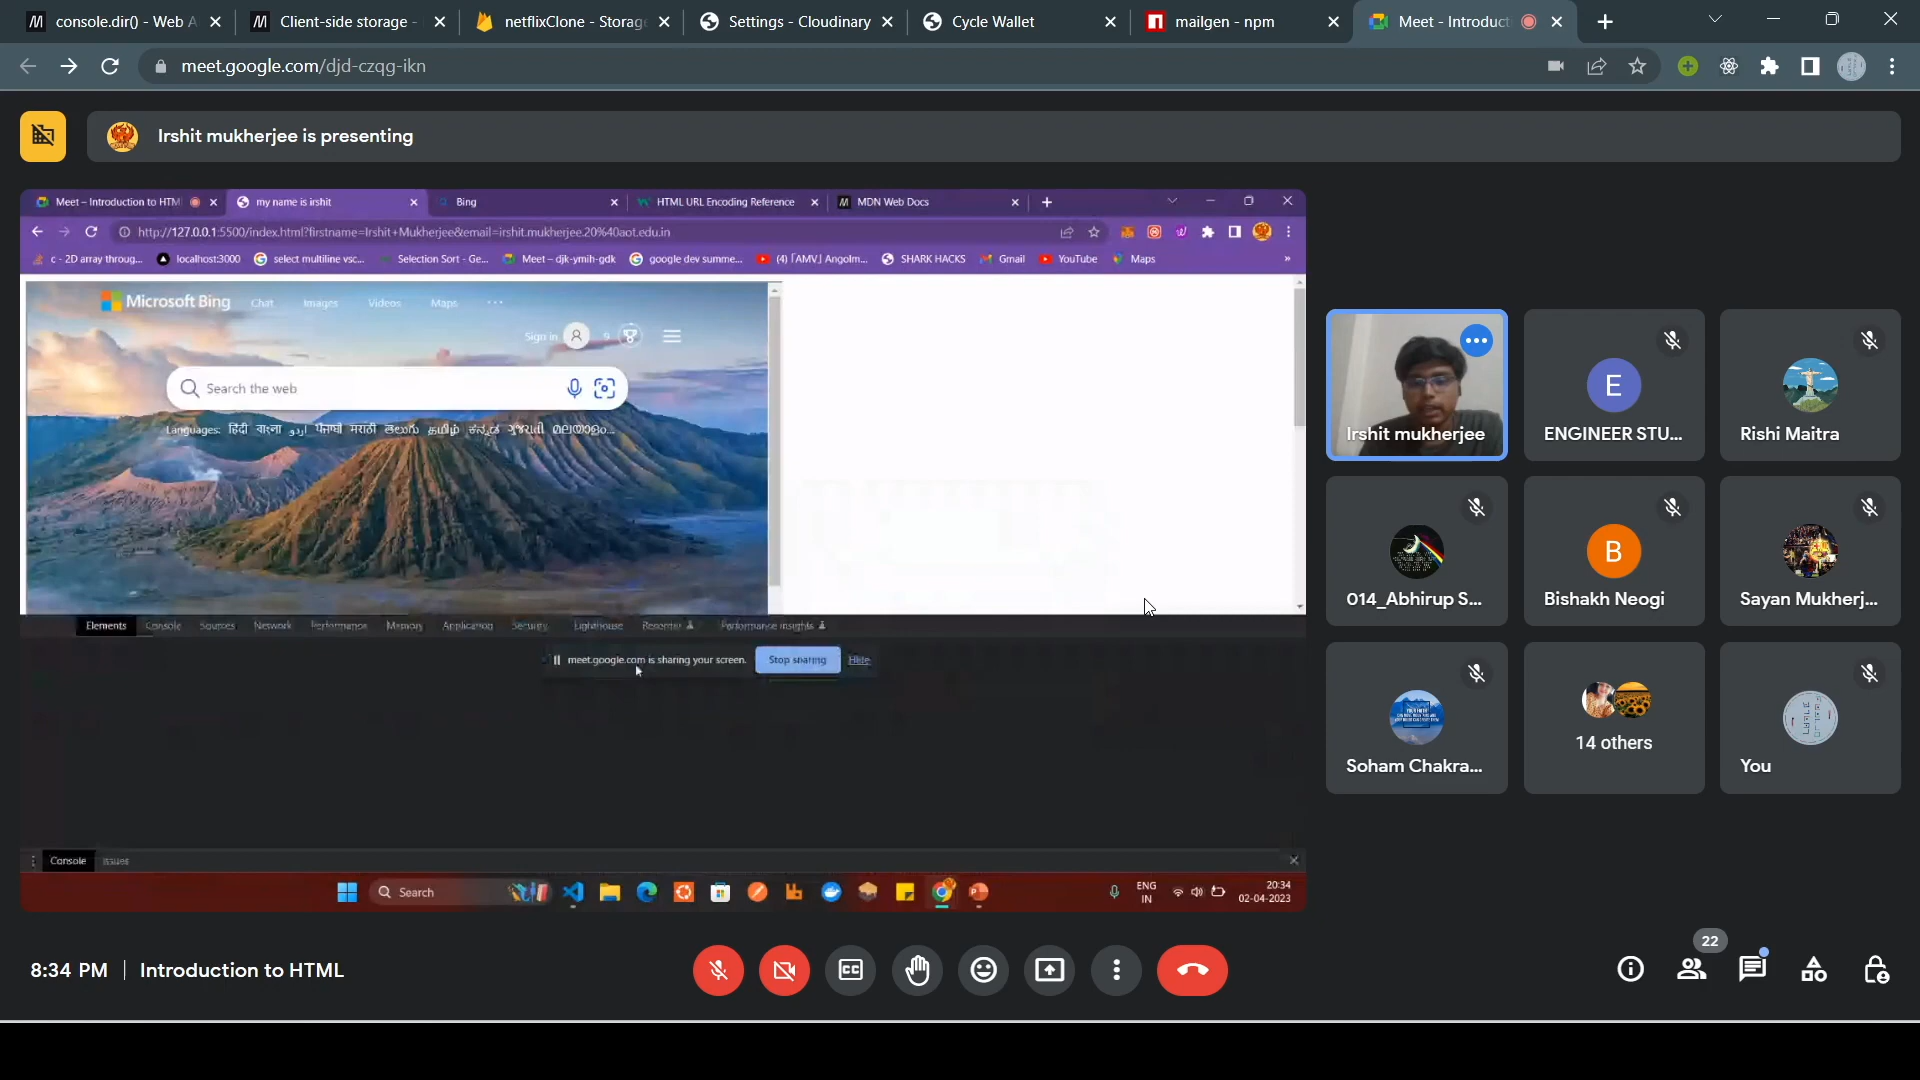 console.dir() - Web A
Client-side storage -
netflixClone - Storag
Settings - Cloudinary
Cycle Wallet
mailgen - npm
Meet - Introduct
meet.google.com/djd-czqg-ikn
Irshit mukherjee is presenting
Meet – Introduction to HTM
my name is irshit
Bing
HTML URL Encoding Reference
MDN Web Docs
http://127.0.0.1:5500/index.html?firstname=Irshit+Mukherjee&email=irshit.mukherjee.20%40aot.edu.in
c - 2D array throug...
localhost:3000
select multiline vsc...
Selection Sort - Ge...
Meet – djk-ymih-gdk
google dev summe...
(4) 「AMV」 Angolm...
SHARK HACKS
Gmail
YouTube
Maps
»
Microsoft Bing
Chat
Images
Videos
Maps
Sign in
9
Search the web
Languages: हिंदी বাংলা اردو ਪੰਜਾਬੀ मराठी తెలుగు தமிழ் ಕನ್ನಡ ગુજરાતી മലയാളം...
Elements
Console
Sources
Network
Performance
Memory
Application
Security
Lighthouse
Recorder
Performance insights
meet.google.com is sharing your screen.
Stop sharing
Hide
Console
Issues
Search
ENG
IN
20:34
02-04-2023
Irshit mukherjee
E
ENGINEER STU...
Rishi Maitra
014_Abhirup S...
B
Bishakh Neogi
Sayan Mukherj...
Soham Chakra...
14 others
You
8:34 PM | Introduction to HTML
22